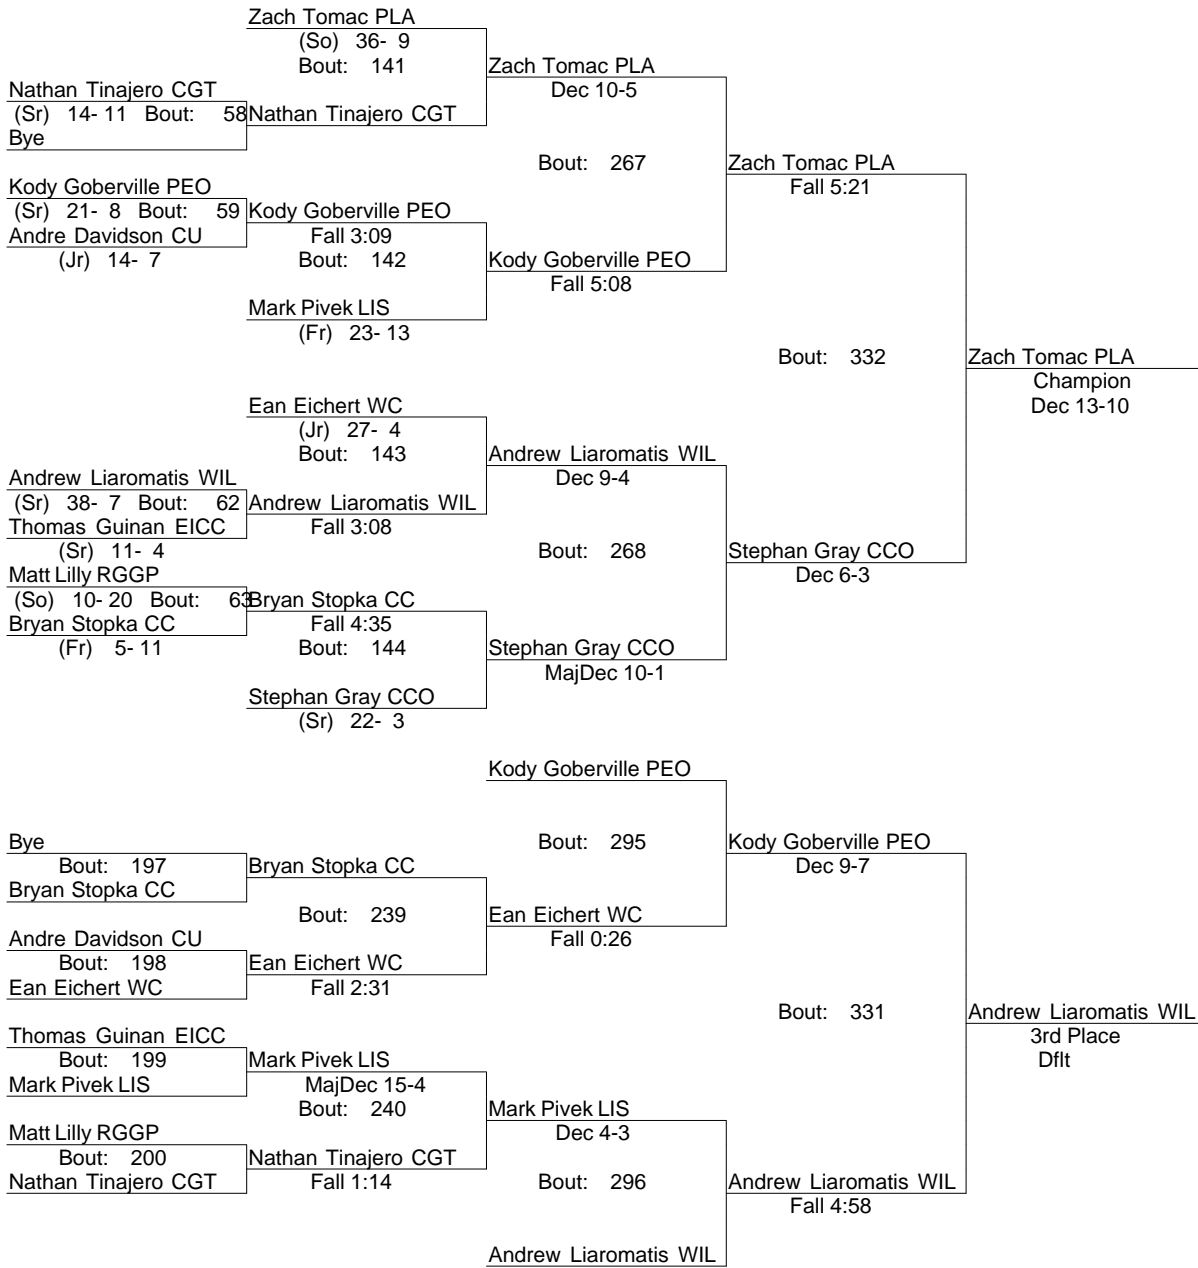 Zach Tomac PLA
(So) 36- 9
Bout: 141
Zach Tomac PLA
Dec 10-5
Nathan Tinajero CGT
(Sr) 14- 11 Bout: 58
Nathan Tinajero CGT
Bye
Bout: 267
Zach Tomac PLA
Fall 5:21
Kody Goberville PEO
(Sr) 21- 8 Bout: 59
Kody Goberville PEO
Andre Davidson CU
Fall 3:09
(Jr) 14- 7
Bout: 142
Kody Goberville PEO
Fall 5:08
Mark Pivek LIS
(Fr) 23- 13
Bout: 332
Zach Tomac PLA
Champion
Dec 13-10
Ean Eichert WC
(Jr) 27- 4
Bout: 143
Andrew Liaromatis WIL
Dec 9-4
Andrew Liaromatis WIL
(Sr) 38- 7 Bout: 62
Andrew Liaromatis WIL
Thomas Guinan EICC
Fall 3:08
(Sr) 11- 4
Bout: 268
Stephan Gray CCO
Dec 6-3
Matt Lilly RGGP
(So) 10- 20 Bout: 63
Bryan Stopka CC
Bryan Stopka CC
Fall 4:35
(Fr) 5- 11
Bout: 144
Stephan Gray CCO
MajDec 10-1
Stephan Gray CCO
(Sr) 22- 3
Kody Goberville PEO
Bye
Bout: 295
Kody Goberville PEO
Bout: 197
Bryan Stopka CC
Dec 9-7
Bryan Stopka CC
Bout: 239
Ean Eichert WC
Fall 0:26
Andre Davidson CU
Bout: 198
Ean Eichert WC
Ean Eichert WC
Fall 2:31
Bout: 331
Andrew Liaromatis WIL
3rd Place
Dflt
Thomas Guinan EICC
Bout: 199
Mark Pivek LIS
Mark Pivek LIS
MajDec 15-4
Bout: 240
Mark Pivek LIS
Dec 4-3
Matt Lilly RGGP
Bout: 200
Nathan Tinajero CGT
Nathan Tinajero CGT
Fall 1:14
Bout: 296
Andrew Liaromatis WIL
Fall 4:58
Andrew Liaromatis WIL